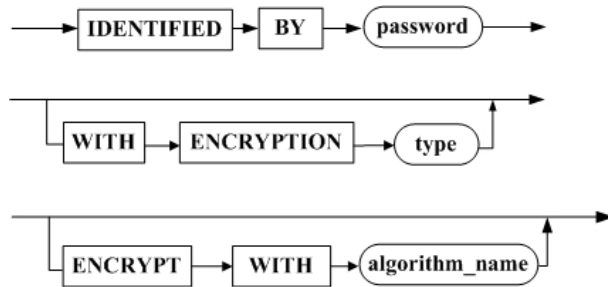 IDENTIFIED BY password
WITH ENCRYPTION type
ENCRYPT WITH algorithm_name